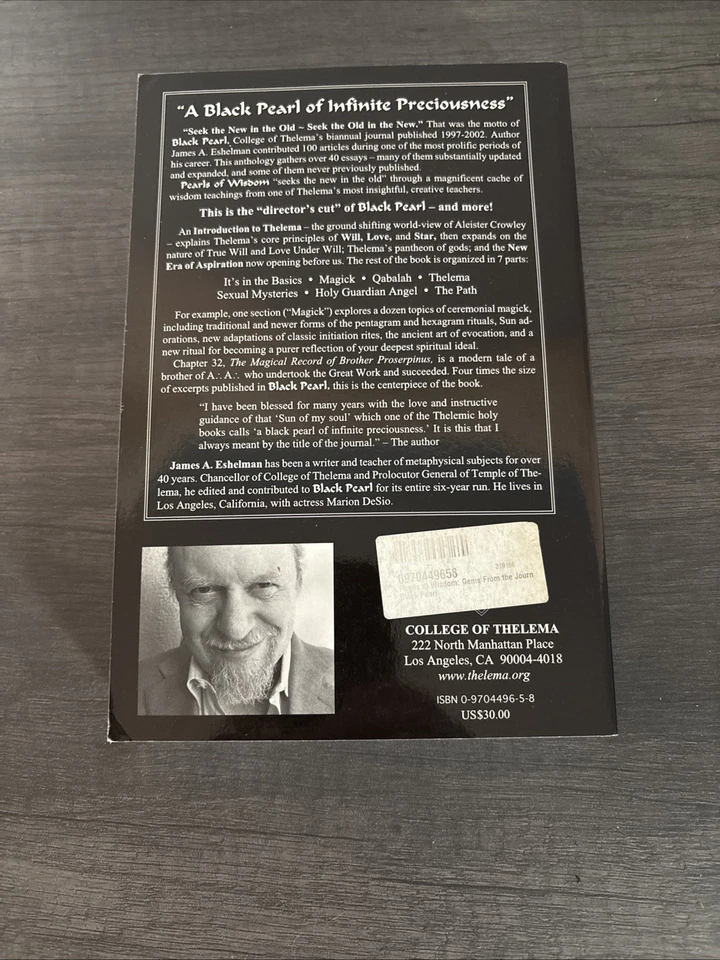 “A Black Pearl of Infinite Preciousness”
“Seek the New in the Old ~ Seek the Old in the New.” That was the motto of
Black Pearl, College of Thelema’s biannual journal published 1997-2002. Author
James A. Eshelman contributed 100 articles during one of the most prolific periods of
his career. This anthology gathers over 40 essays – many of them substantially updated
and expanded, and some of them never previously published.
Pearls of Wisdom “seeks the new in the old” through a magnificent cache of
wisdom teachings from one of Thelema’s most insightful, creative teachers.
This is the “director’s cut” of Black Pearl – and more!
An Introduction to Thelema – the ground shifting world-view of Aleister Crowley
– explains Thelema’s core principles of Will, Love, and Star, then expands on the
nature of True Will and Love Under Will; Thelema’s pantheon of gods; and the New
Era of Aspiration now opening before us. The rest of the book is organized in 7 parts:
It’s in the Basics • Magick • Qabalah • Thelema
Sexual Mysteries • Holy Guardian Angel • The Path
For example, one section (“Magick”) explores a dozen topics of ceremonial magick,
including traditional and newer forms of the pentagram and hexagram rituals, Sun ad-
orations, new adaptations of classic initiation rites, the ancient art of evocation, and a
new ritual for becoming a purer reflection of your deepest spiritual ideal.
Chapter 32, The Magical Record of Brother Proserpinus, is a modern tale of a
brother of A∴A∴ who undertook the Great Work and succeeded. Four times the size
of excerpts published in Black Pearl, this is the centerpiece of the book.
“I have been blessed for many years with the love and instructive
guidance of that ‘Sun of my soul’ which one of the Thelemic holy
books calls ‘a black pearl of infinite preciousness.’ It is this that I
always meant by the title of the journal.” – The author
James A. Eshelman has been a writer and teacher of metaphysical subjects for over
40 years. Chancellor of College of Thelema and Prolocutor General of Temple of The-
lema, he edited and contributed to Black Pearl for its entire six-year run. He lives in
Los Angeles, California, with actress Marion DeSio.
0970449658
Wisdom: Gems From the Journ
Pearl
COLLEGE OF THELEMA
222 North Manhattan Place
Los Angeles, CA 90004-4018
www.thelema.org
ISBN 0-9704496-5-8
US$30.00